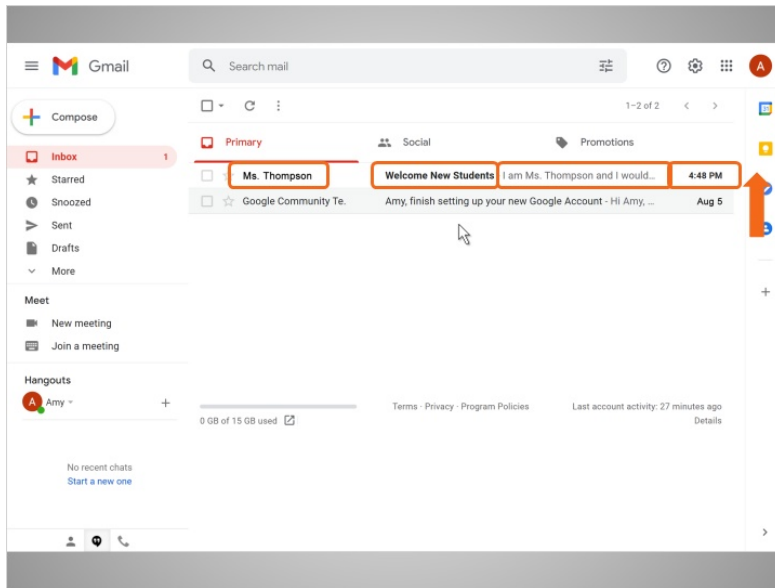 Gmail
Search mail
A
Compose
1–2 of 2
31
Primary
Social
Promotions
Inbox 1
Ms. Thompson Welcome New Students I am Ms. Thompson and I would... 4:48 PM
Starred
Snoozed
Google Community Te. Amy, finish setting up your new Google Account - Hi Amy, ... Aug 5
Sent
Drafts
More
Meet
New meeting
Join a meeting
Hangouts
A Amy
0 GB of 15 GB used
Terms · Privacy · Program Policies
Last account activity: 27 minutes ago
Details
No recent chats
Start a new one